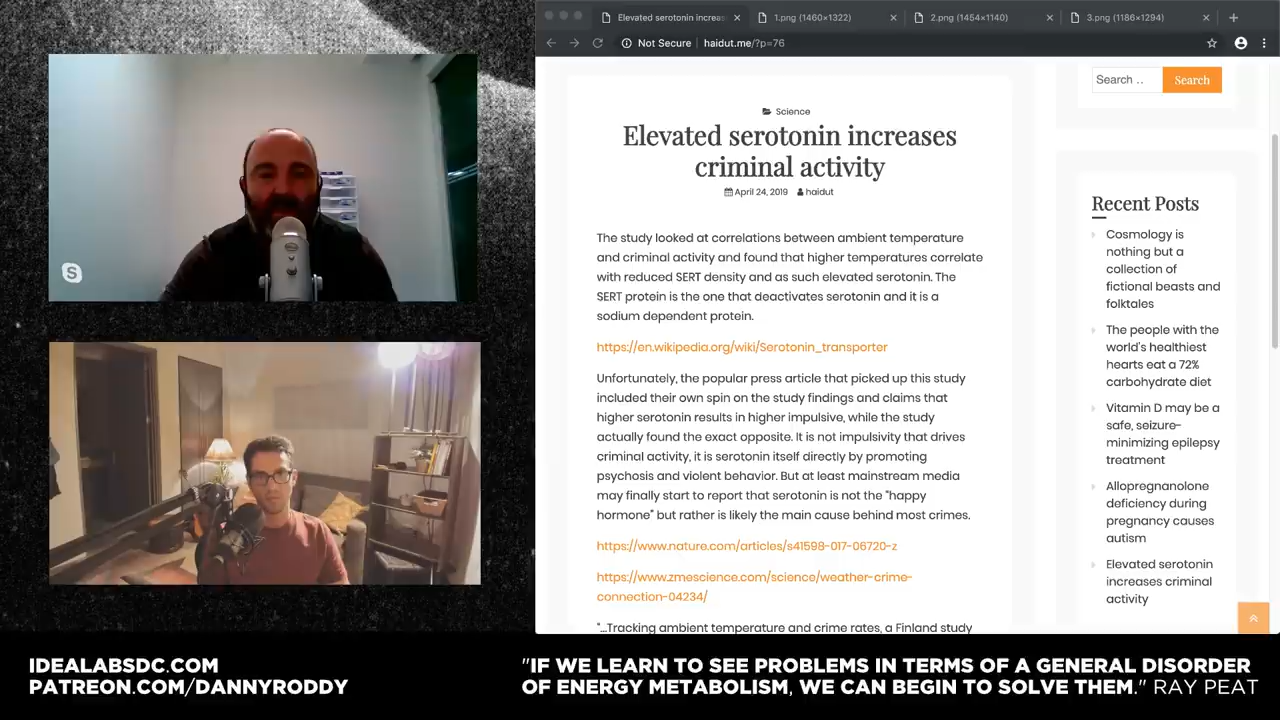 Elevated serotonin increas
1.png (1460×1322)
2.png (1454×1140)
3.png (1186×1294)
Not Secure
haidut.me/?p=76
Search ..
Search
Science
Elevated serotonin increases
criminal activity
April 24, 2019
haidut
The study looked at correlations between ambient temperature
and criminal activity and found that higher temperatures correlate
with reduced SERT density and as such elevated serotonin. The
SERT protein is the one that deactivates serotonin and it is a
sodium dependent protein.
https://en.wikipedia.org/wiki/Serotonin_transporter
Unfortunately, the popular press article that picked up this study
included their own spin on the study findings and claims that
higher serotonin results in higher impulsive, while the study
actually found the exact opposite. It is not impulsivity that drives
criminal activity, it is serotonin itself directly by promoting
psychosis and violent behavior. But at least mainstream media
may finally start to report that serotonin is not the "happy
hormone" but rather is likely the main cause behind most crimes.
https://www.nature.com/articles/s41598-017-06720-z
https://www.zmescience.com/science/weather-crime-
connection-04234/
"...Tracking ambient temperature and crime rates, a Finland study
Recent Posts
Cosmology is
nothing but a
collection of
fictional beasts and
folktales
The people with the
world's healthiest
hearts eat a 72%
carbohydrate diet
Vitamin D may be a
safe, seizure-
minimizing epilepsy
treatment
Allopregnanolone
deficiency during
pregnancy causes
autism
Elevated serotonin
increases criminal
activity
IDEALABSDC.COM
PATREON.COM/DANNYRODDY
"IF WE LEARN TO SEE PROBLEMS IN TERMS OF A GENERAL DISORDER
OF ENERGY METABOLISM, WE CAN BEGIN TO SOLVE THEM." RAY PEAT